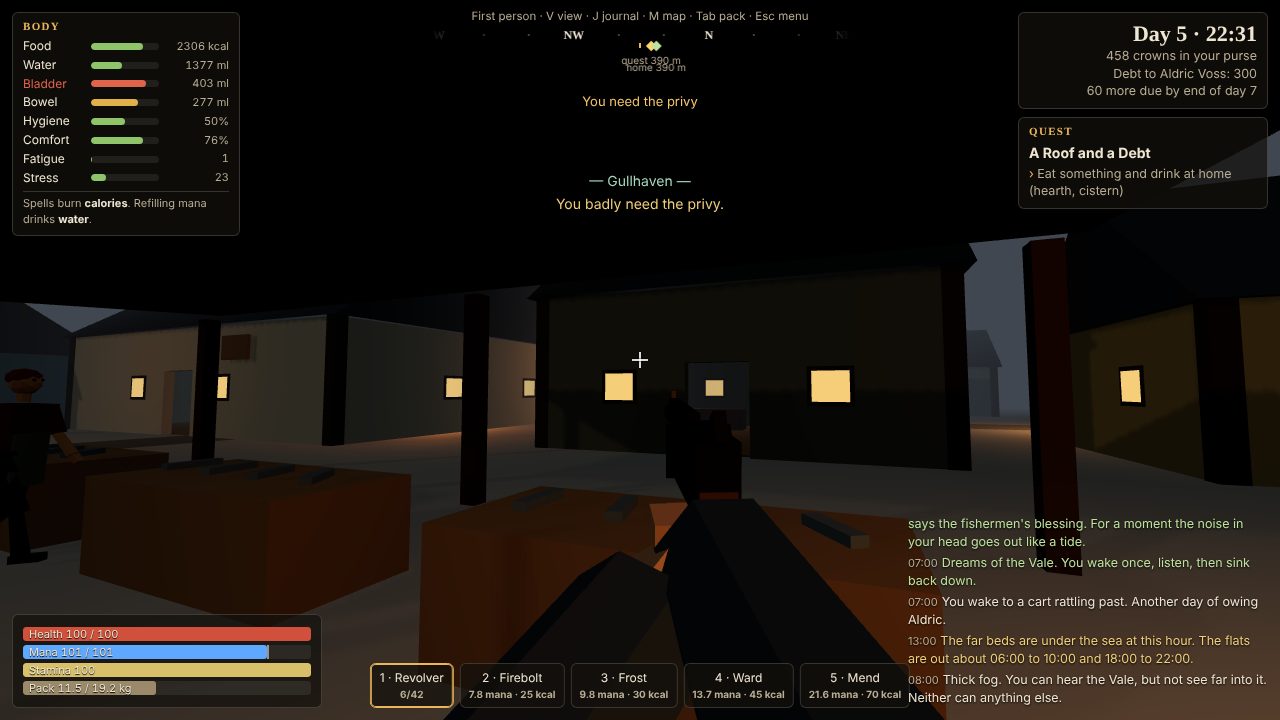 First person · V view · J journal · M map · Tab pack · Esc menu
W NW N
quest 390 m
home 390 m
BODY
Food 2306 kcal
Water 1377 ml
Bladder 403 ml
Bowel 277 ml
Hygiene 50%
Comfort 76%
Fatigue 1
Stress 23
Spells burn calories. Refilling mana
drinks water.
You need the privy
— Gullhaven —
You badly need the privy.
Day 5 · 22:31
458 crowns in your purse
Debt to Aldric Voss: 300
60 more due by end of day 7
QUEST
A Roof and a Debt
› Eat something and drink at home
(hearth, cistern)
says the fishermen's blessing. For a moment the noise in
your head goes out like a tide.
07:00 Dreams of the Vale. You wake once, listen, then sink
back down.
07:00 You wake to a cart rattling past. Another day of owing
Aldric.
13:00 The far beds are under the sea at this hour. The flats
are out about 06:00 to 10:00 and 18:00 to 22:00.
08:00 Thick fog. You can hear the Vale, but not see far into it.
Neither can anything else.
Health 100 / 100
Mana 101 / 101
Stamina 100
Pack 11.5 / 19.2 kg
1 · Revolver
6/42
2 · Firebolt
7.8 mana · 25 kcal
3 · Frost
9.8 mana · 30 kcal
4 · Ward
13.7 mana · 45 kcal
5 · Mend
21.6 mana · 70 kcal